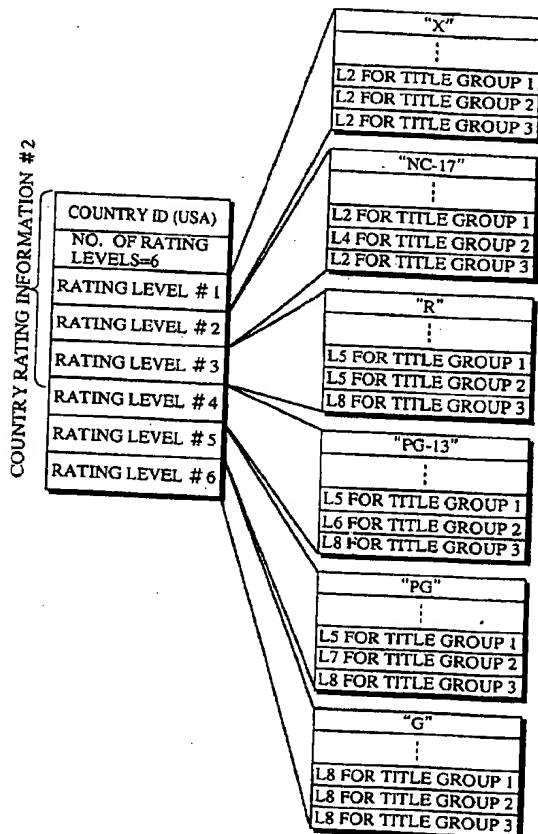 COUNTRY RATING INFORMATION #2
COUNTRY ID (USA)
NO. OF RATING
LEVELS=6
RATING LEVEL #1
RATING LEVEL #2
RATING LEVEL #3
RATING LEVEL #4
RATING LEVEL #5
RATING LEVEL #6
"X"
L2 FOR TITLE GROUP 1
L2 FOR TITLE GROUP 2
L2 FOR TITLE GROUP 3
"NC-17"
L2 FOR TITLE GROUP 1
L4 FOR TITLE GROUP 2
L2 FOR TITLE GROUP 3
"R"
L5 FOR TITLE GROUP 1
L5 FOR TITLE GROUP 2
L8 FOR TITLE GROUP 3
"PG-13"
L5 FOR TITLE GROUP 1
L6 FOR TITLE GROUP 2
L8 FOR TITLE GROUP 3
"PG"
L5 FOR TITLE GROUP 1
L7 FOR TITLE GROUP 2
L8 FOR TITLE GROUP 3
"G"
L8 FOR TITLE GROUP 1
L8 FOR TITLE GROUP 2
L8 FOR TITLE GROUP 3